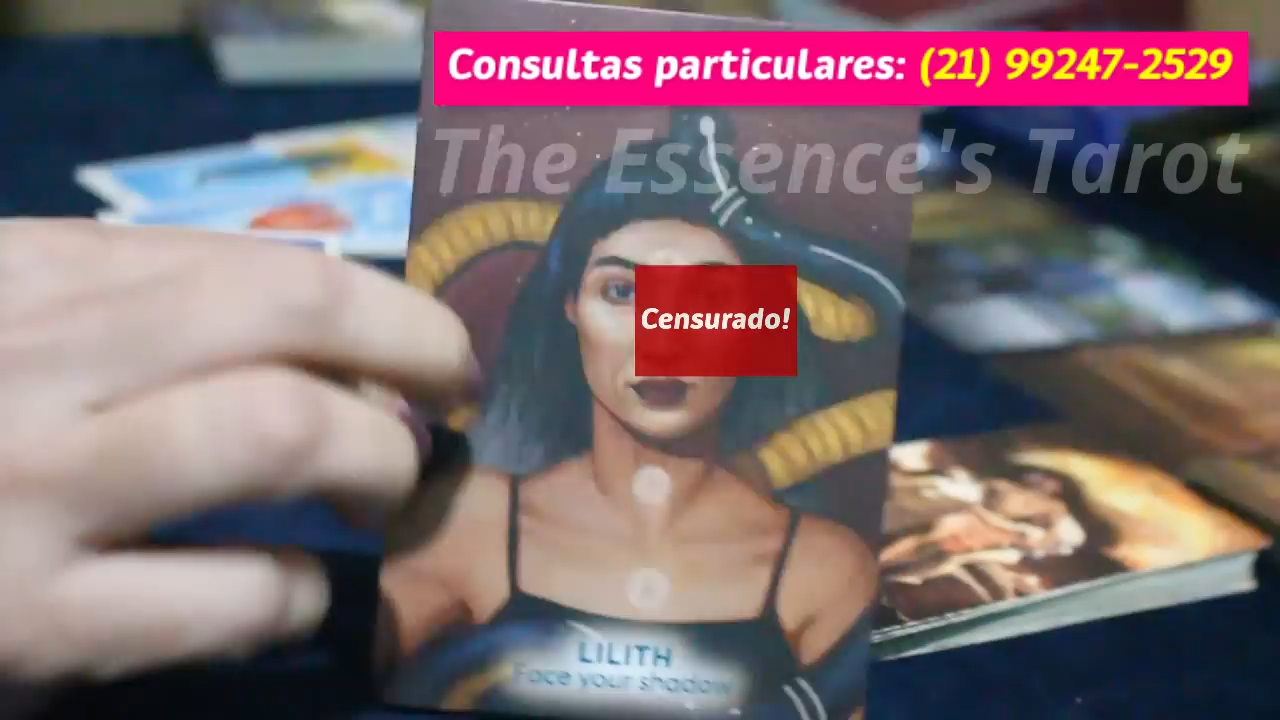 Consultas particulares: (21) 99247-2529
The Essence's Tarot
Censurado!
LILITH
Face your shadow